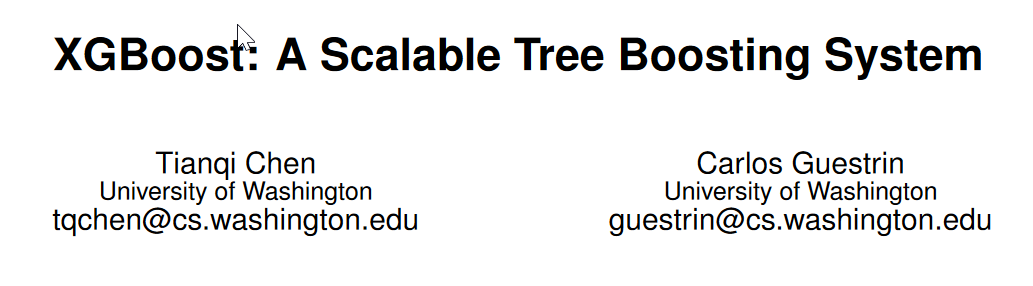 XGBoost: A Scalable Tree Boosting System
Tianqi Chen
University of Washington
tqchen@cs.washington.edu
Carlos Guestrin
University of Washington
guestrin@cs.washington.edu